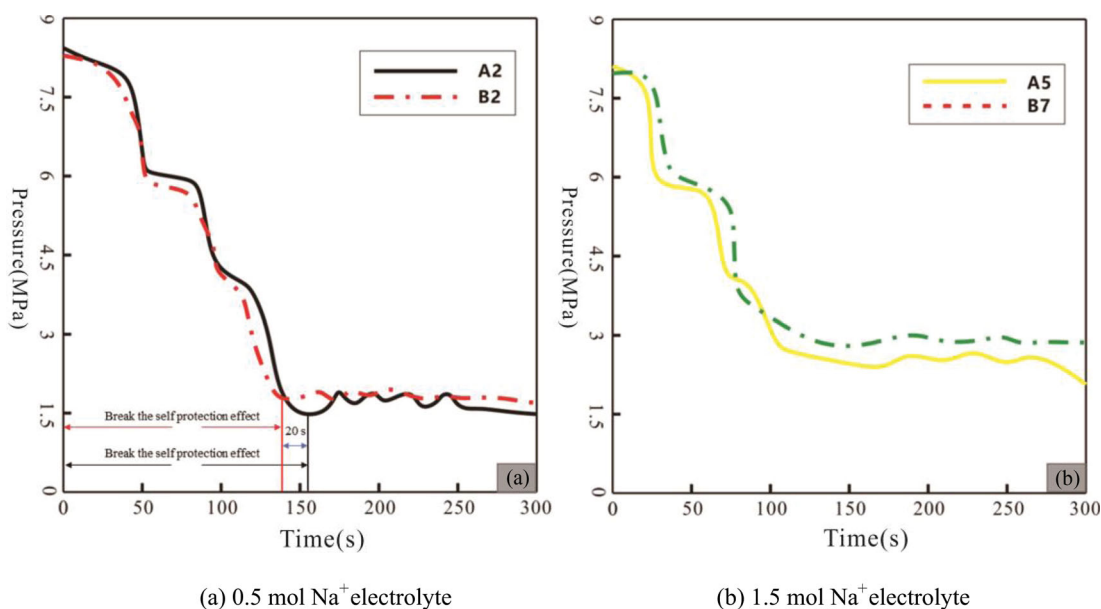 9
7.5
6
4.5
3
1.5
0
Pressure(MPa)
A2
B2
Break the self protection effect
20 s
Break the self protection effect
(a)
0 50 100 150 200 250 300
Time(s)
(a) 0.5 mol Na⁺ electrolyte
9
7.5
6
4.5
3
1.5
0
Pressure(MPa)
A5
B7
(b)
0 50 100 150 200 250 300
Time(s)
(b) 1.5 mol Na⁺ electrolyte